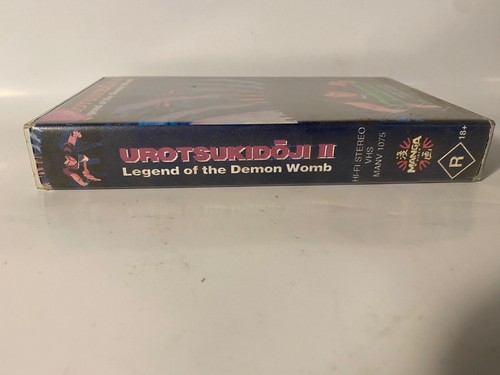 UROTSUKIDŌJI II
Legend of the Demon Womb
HI-FI STEREO
VHS
MANV 1075
MANGA
R
18+